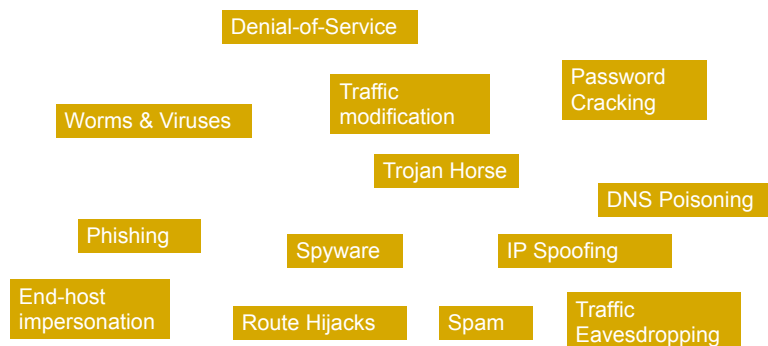 Denial-of-Service
Traffic
modification
Password
Cracking
Worms & Viruses
Trojan Horse
DNS Poisoning
Phishing
Spyware
IP Spoofing
End-host
impersonation
Route Hijacks
Spam
Traffic
Eavesdropping